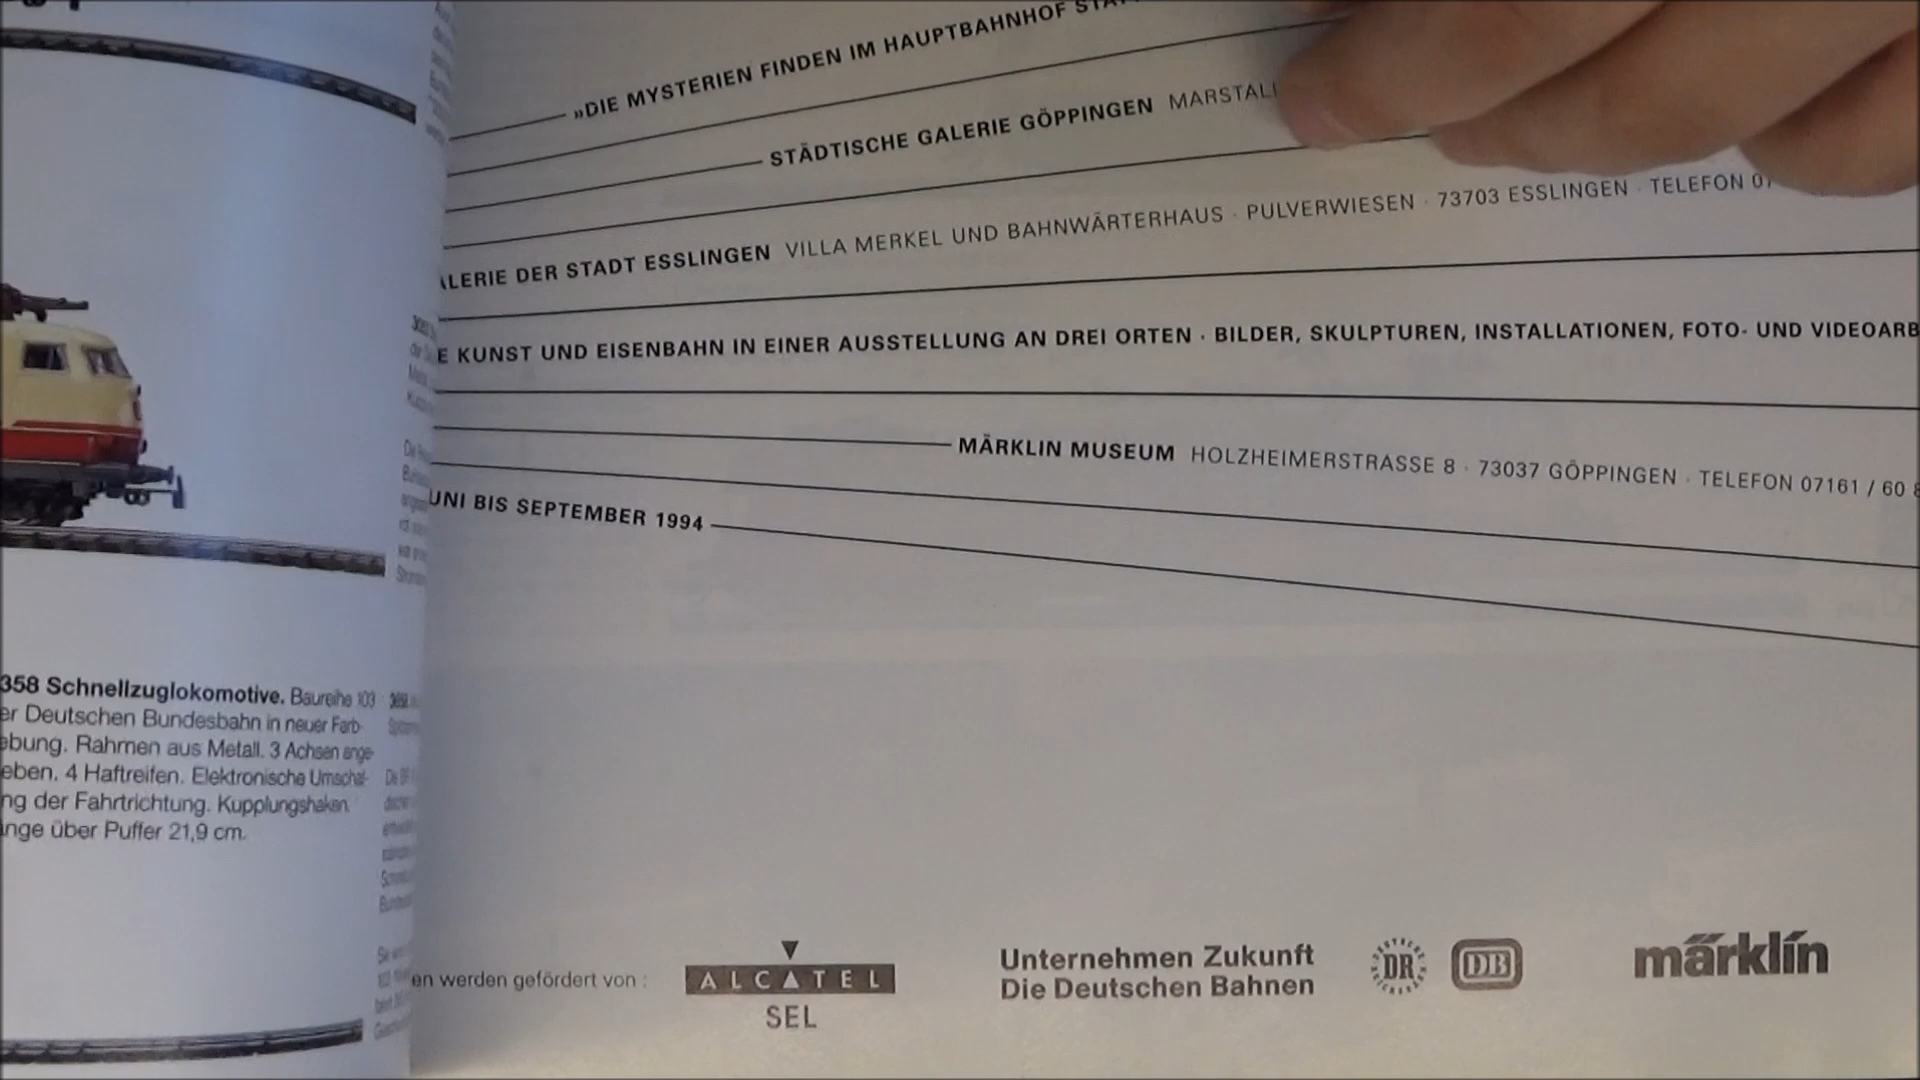 »DIE MYSTERIEN FINDEN IM HAUPTBAHNHOF
STÄDTISCHE GALERIE GÖPPINGEN MARSTALL
ALERIE DER STADT ESSLINGEN VILLA MERKEL UND BAHNWÄRTERHAUS · PULVERWIESEN · 73703 ESSLINGEN · TELEFON 07
E KUNST UND EISENBAHN IN EINER AUSSTELLUNG AN DREI ORTEN · BILDER, SKULPTUREN, INSTALLATIONEN, FOTO- UND VIDEOARB
MÄRKLIN MUSEUM HOLZHEIMERSTRASSE 8 · 73037 GÖPPINGEN · TELEFON 07161 / 60 8
UNI BIS SEPTEMBER 1994
358 Schnellzuglokomotive. Baureihe 103
er Deutschen Bundesbahn in neuer Farb-
ebung. Rahmen aus Metall. 3 Achsen ange-
eben. 4 Haftreifen. Elektronische Umschal-
ng der Fahrtrichtung. Kupplungshaken.
änge über Puffer 21,9 cm.
en werden gefördert von :
ALCATEL
SEL
Unternehmen Zukunft
Die Deutschen Bahnen
DR
DB
märklin